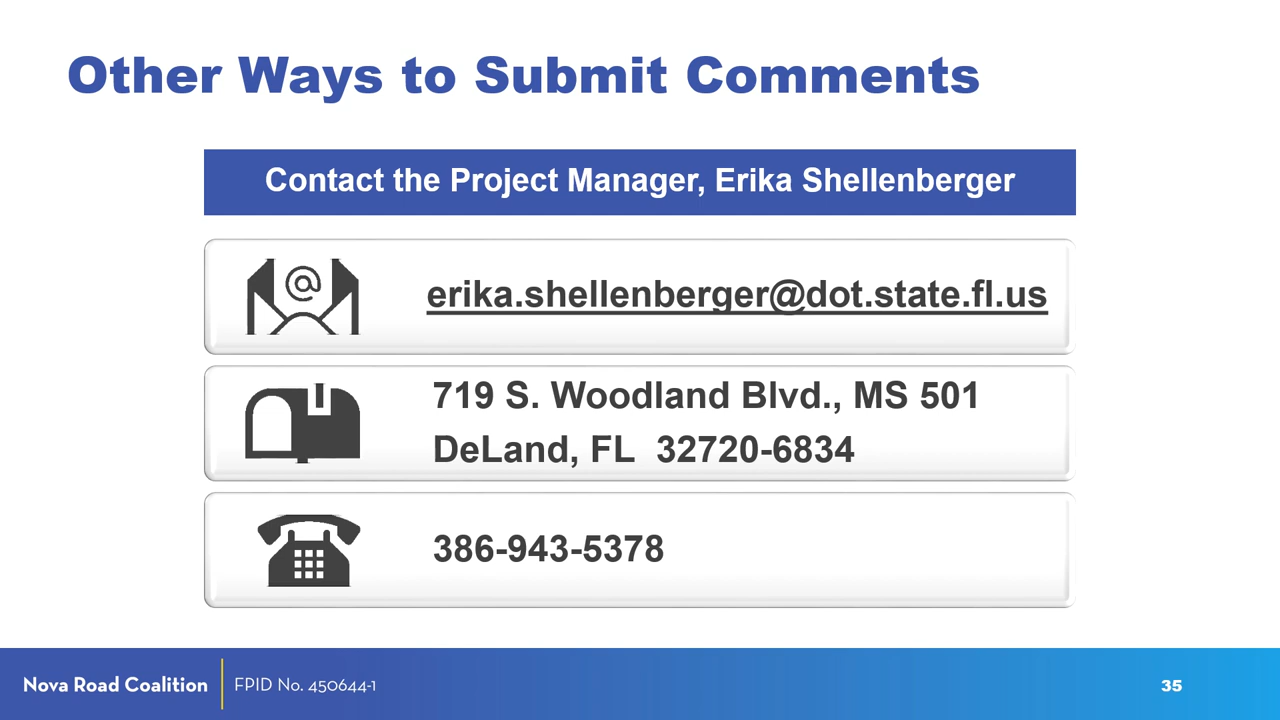 Other Ways to Submit Comments
Contact the Project Manager, Erika Shellenberger
erika.shellenberger@dot.state.fl.us
719 S. Woodland Blvd., MS 501
DeLand, FL  32720-6834
386-943-5378
Nova Road Coalition
FPID No. 450644-1
35